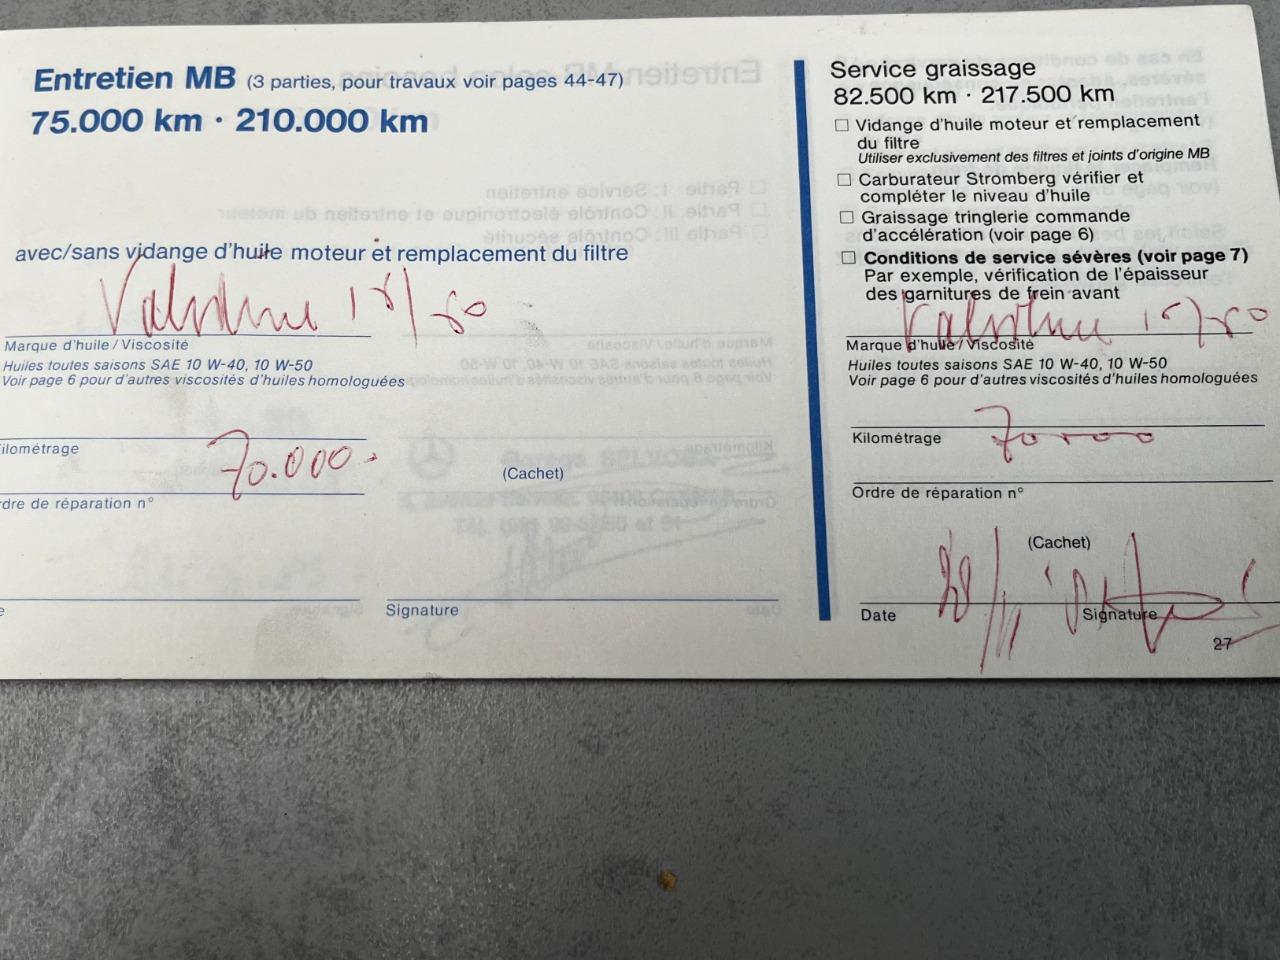 Entretien MB (3 parties, pour travaux voir pages 44-47)
75.000 km · 210.000 km
avec/sans vidange d'huile moteur et remplacement du filtre
Valvoline 15/50
Marque d'huile / Viscosité
Huiles toutes saisons SAE 10 W-40, 10 W-50
Voir page 6 pour d'autres viscosités d'huiles homologuées
ilométrage
70.000.
(Cachet)
dre de réparation n°
e
Signature
Service graissage
82.500 km · 217.500 km
☐ Vidange d'huile moteur et remplacement
du filtre
Utiliser exclusivement des filtres et joints d'origine MB
☐ Carburateur Stromberg vérifier et
compléter le niveau d'huile
☐ Graissage tringlerie commande
d'accélération (voir page 6)
☐ Conditions de service sévères (voir page 7)
Par exemple, vérification de l'épaisseur
des garnitures de frein avant
Valvoline 15/50
Marque d'huile / Viscosité
Huiles toutes saisons SAE 10 W-40, 10 W-50
Voir page 6 pour d'autres viscosités d'huiles homologuées
70000
Kilométrage
Ordre de réparation n°
(Cachet)
Date
Signature
27